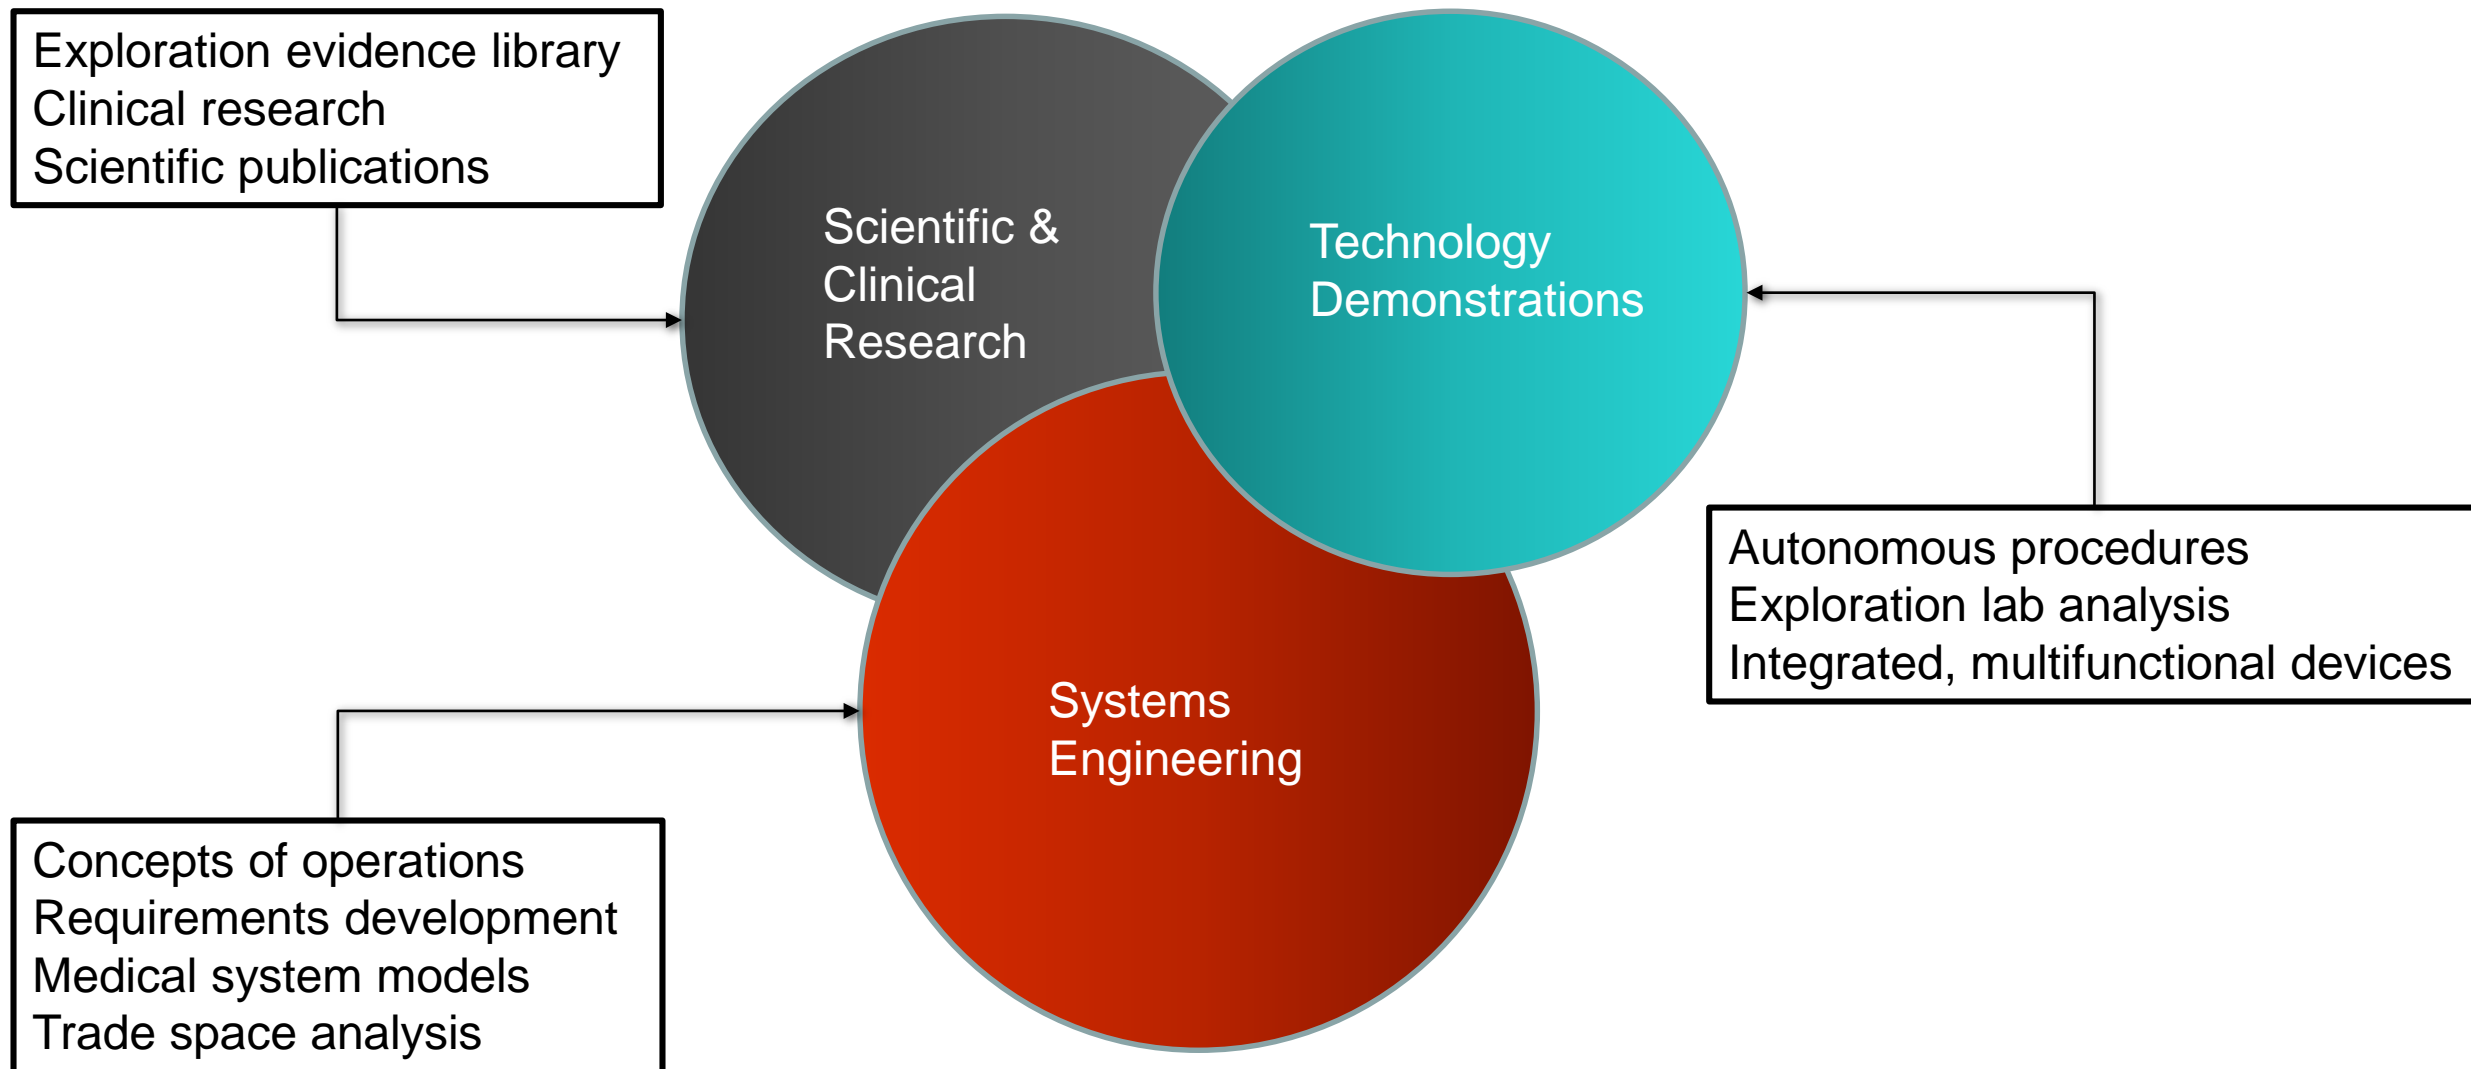 Exploration evidence library
Clinical research
Scientific publications
Scientific &
Clinical
Research
Technology
Demonstrations
Autonomous procedures
Exploration lab analysis
Integrated, multifunctional devices
Systems
Engineering
Concepts of operations
Requirements development
Medical system models
Trade space analysis